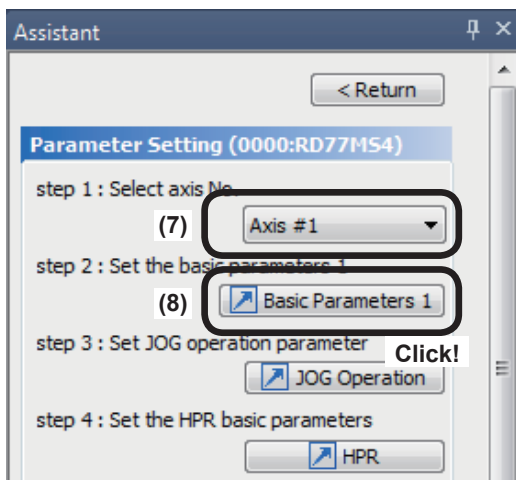 Assistant
< Return
Parameter Setting (0000:RD77MS4)
step 1 : Select axis No.
(7) Axis #1
step 2 : Set the basic parameters 1
(8) Basic Parameters 1
step 3 : Set JOG operation parameter
Click!
JOG Operation
step 4 : Set the HPR basic parameters
HPR